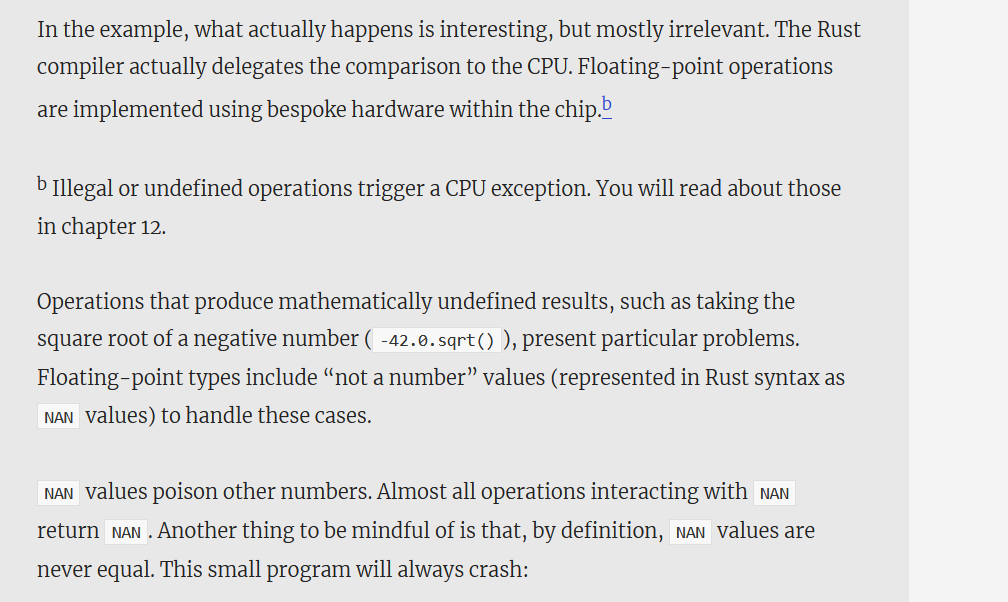 In the example, what actually happens is interesting, but mostly irrelevant. The Rust
compiler actually delegates the comparison to the CPU. Floating-point operations
are implemented using bespoke hardware within the chip.b
b Illegal or undefined operations trigger a CPU exception. You will read about those
in chapter 12.
Operations that produce mathematically undefined results, such as taking the
square root of a negative number ( -42.0.sqrt() ), present particular problems.
Floating-point types include “not a number” values (represented in Rust syntax as
NAN values) to handle these cases.
NAN values poison other numbers. Almost all operations interacting with NAN
return NAN . Another thing to be mindful of is that, by definition, NAN values are
never equal. This small program will always crash: